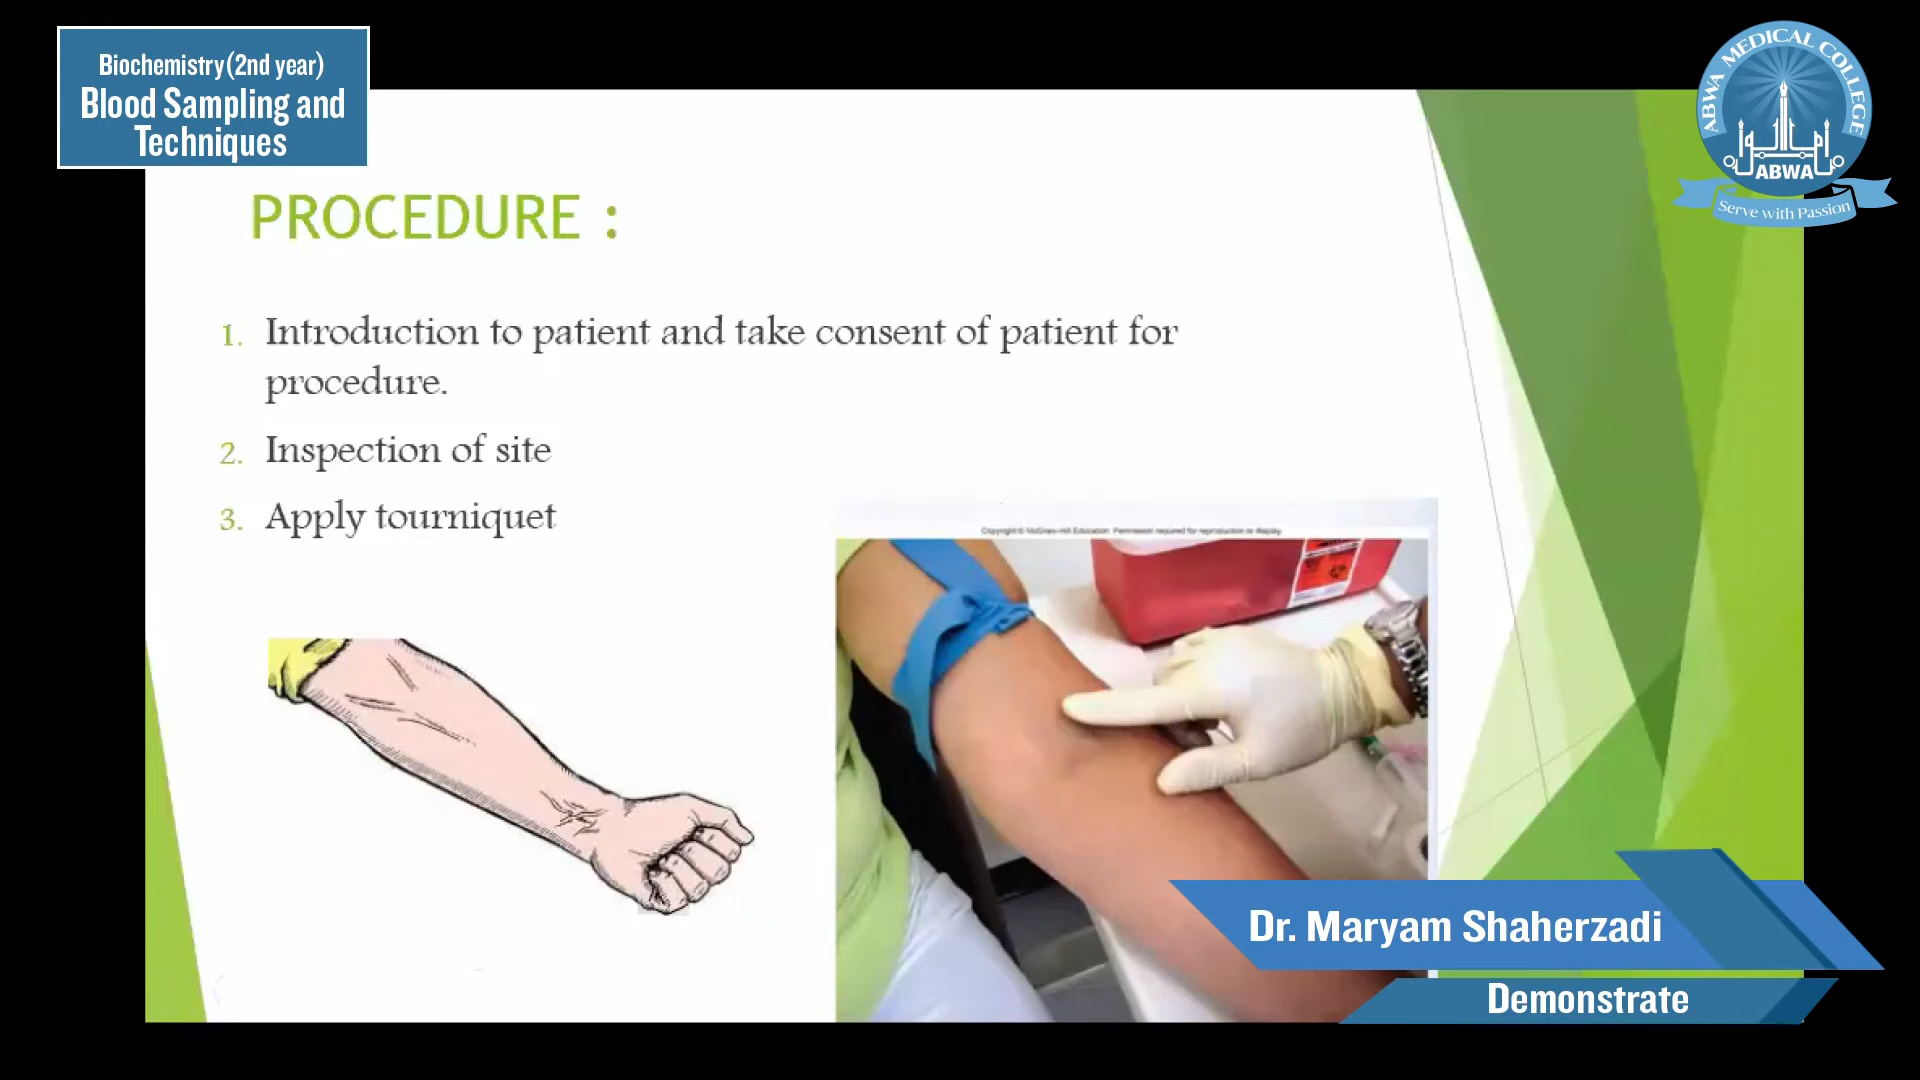 Biochemistry(2nd year)
Blood Sampling and
Techniques
ABWA MEDICAL COLLEGE
ABWA
Serve with Passion
PROCEDURE :
1. Introduction to patient and take consent of patient for
procedure.
2. Inspection of site
3. Apply tourniquet
Copyright © McGraw-Hill Education. Permission required for reproduction or display.
Dr. Maryam Shaherzadi
Demonstrate